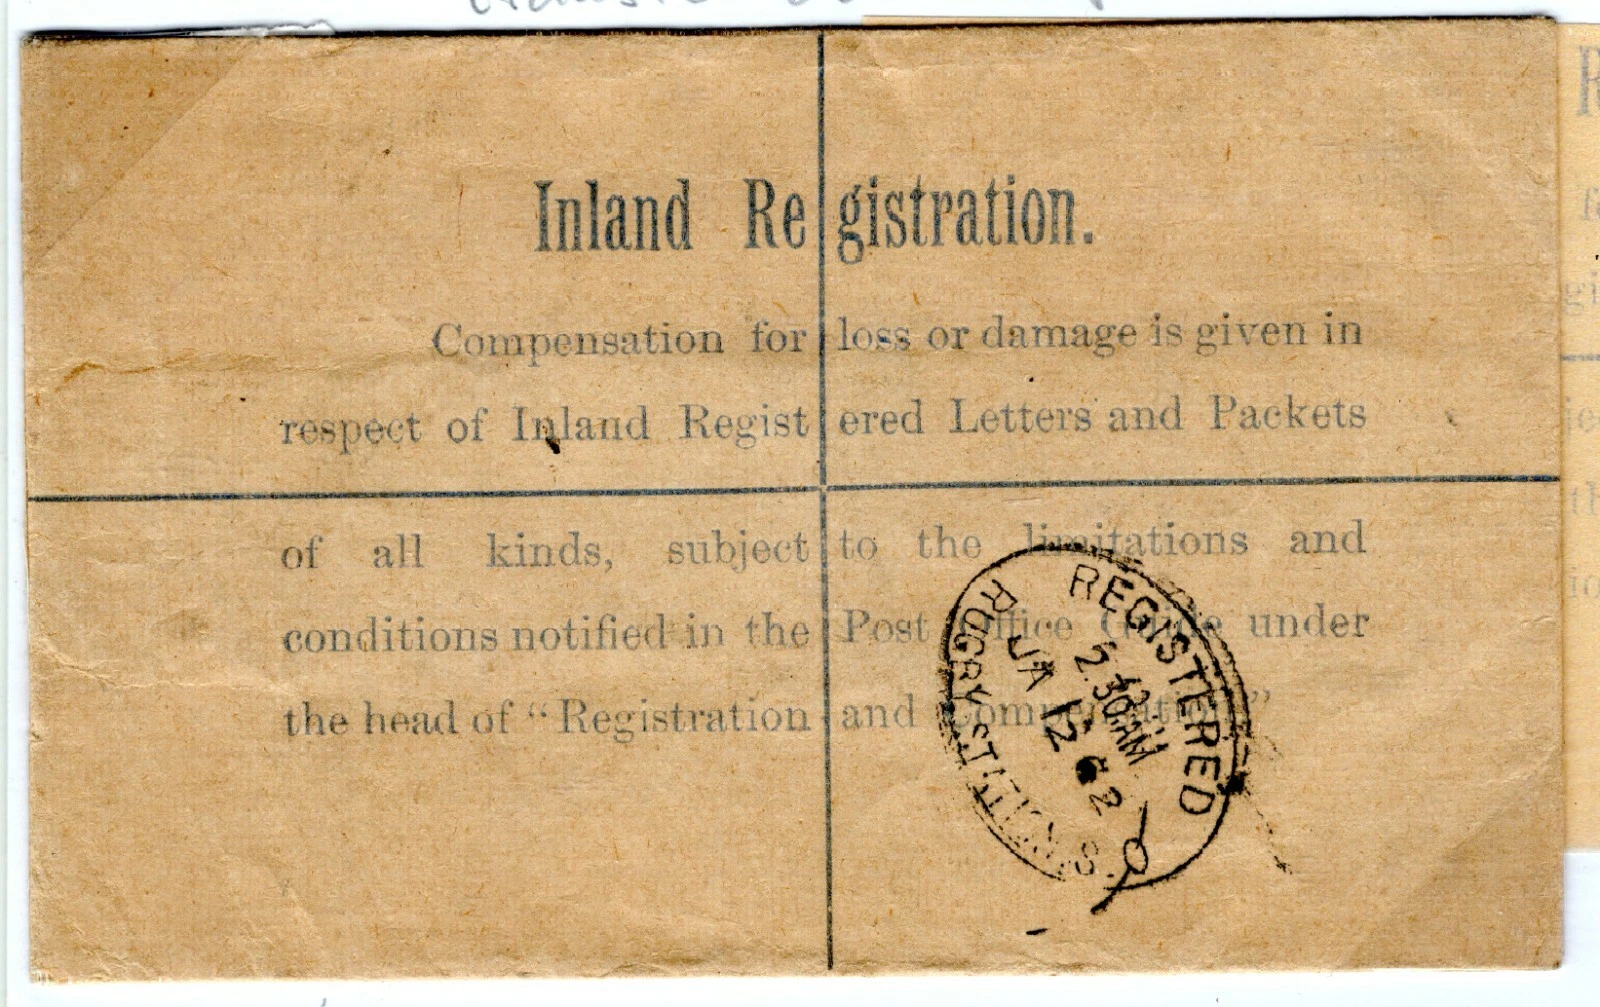 Inland Registration.
Compensation for loss or damage is given in
respect of Inland Registered Letters and Packets
of all kinds, subject to the limitations and
conditions notified in the Post Office Guide under
the head of “Registration and Compensation”
REGISTERED
2.30AM
JA 12
RUGBY ST